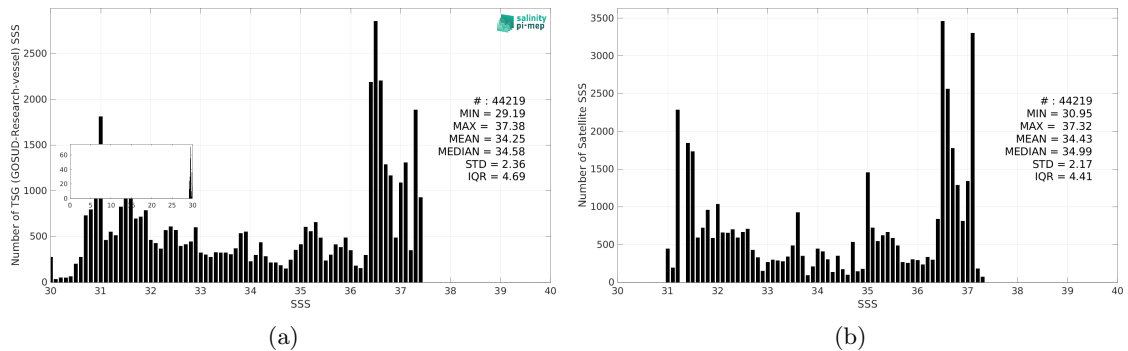 Number of TSG (GOSUD-Research-vessel) SSS
2500
2000
1500
1000
500
0
60
40
20
0
0 5 10 15 20 25 30
30 31 32 33 34 35 36 37 38 39 40
SSS
salinity
pi-mep
# : 44219
MIN = 29.19
MAX = 37.38
MEAN = 34.25
MEDIAN = 34.58
STD = 2.36
IQR = 4.69
(a)
Number of Satellite SSS
3500
3000
2500
2000
1500
1000
500
0
30 31 32 33 34 35 36 37 38 39 40
SSS
# : 44219
MIN = 30.95
MAX = 37.32
MEAN = 34.43
MEDIAN = 34.99
STD = 2.17
IQR = 4.41
(b)